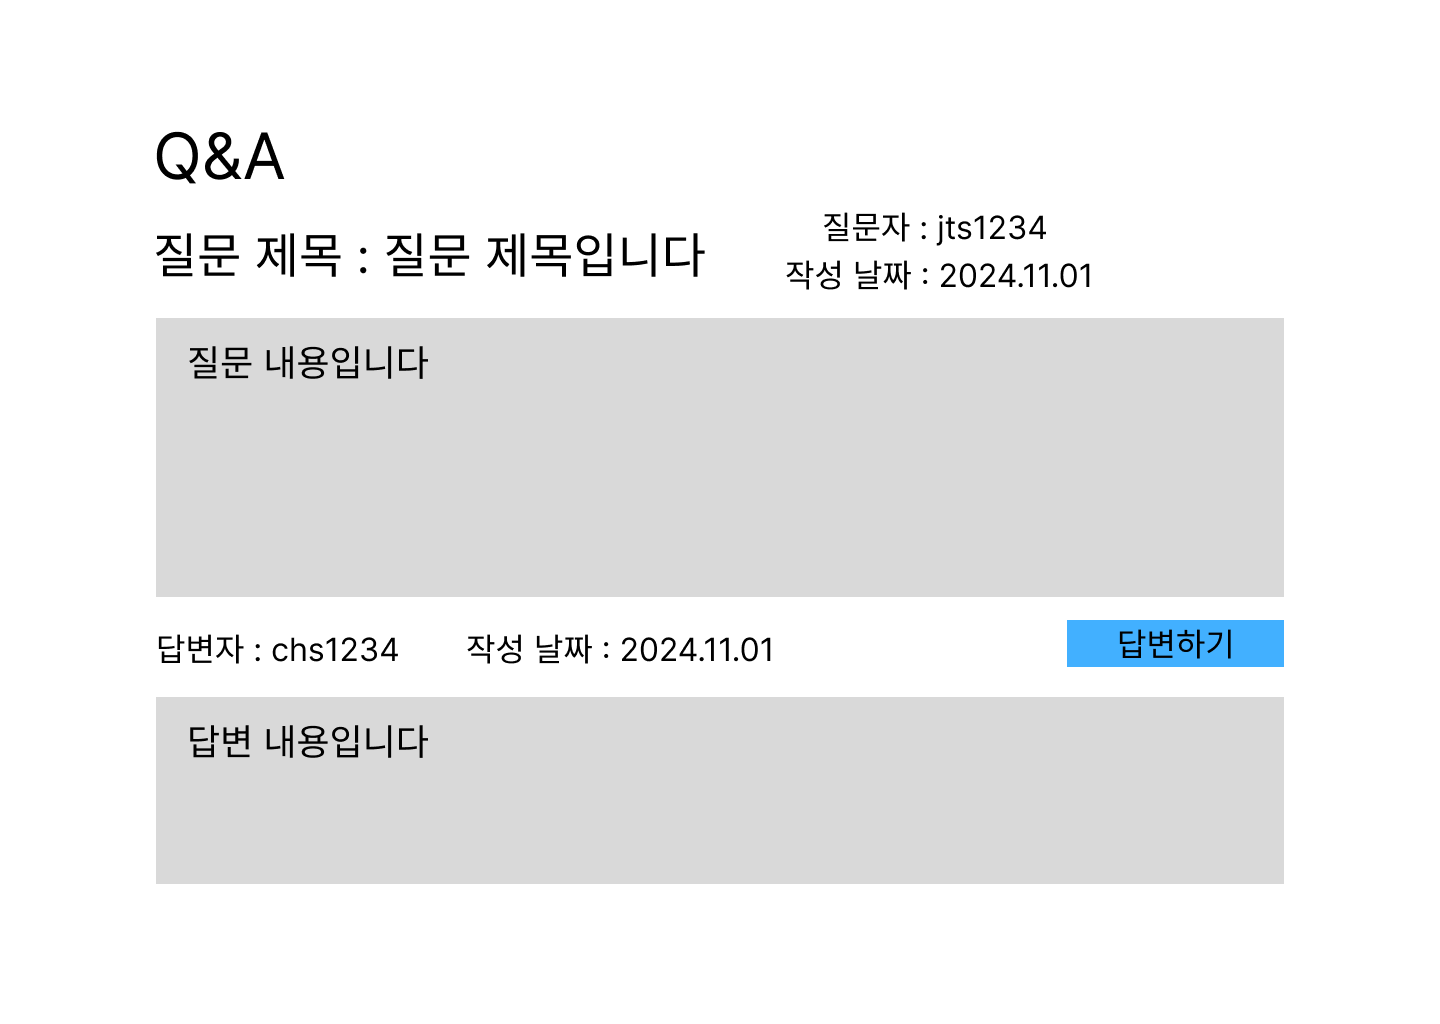 Q&A
질문 제목 : 질문 제목입니다
질문자 : jts1234
작성 날짜 : 2024.11.01
질문 내용입니다
답변자 : chs1234 작성 날짜 : 2024.11.01
답변하기
답변 내용입니다